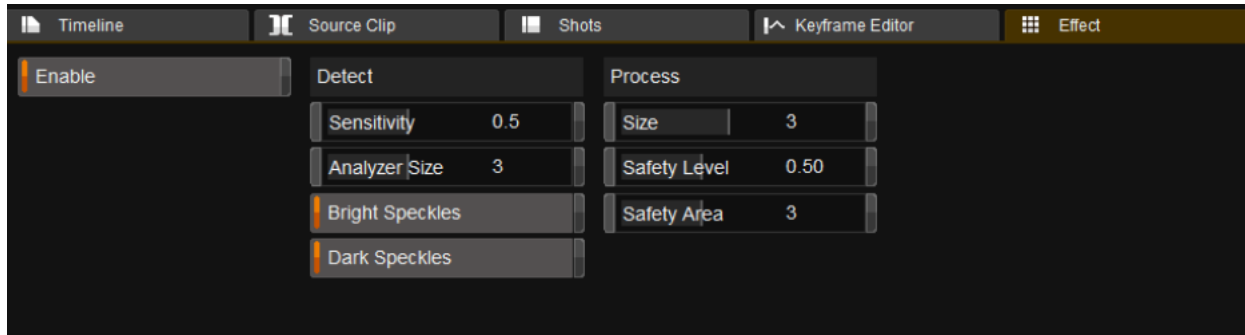 Timeline Source Clip Shots Keyframe Editor Effect
Enable Detect Process
Sensitivity 0.5 Size 3
Analyzer Size 3 Safety Level 0.50
Bright Speckles Safety Area 3
Dark Speckles